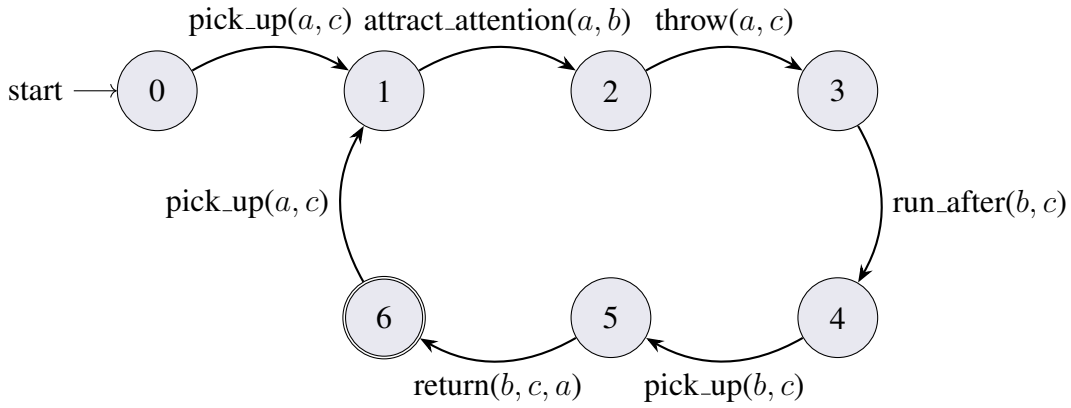 pick_up(a, c) attract_attention(a, b) throw(a, c)
start 0 1 2 3
pick_up(a, c) run_after(b, c)
6 5 4
return(b, c, a) pick_up(b, c)